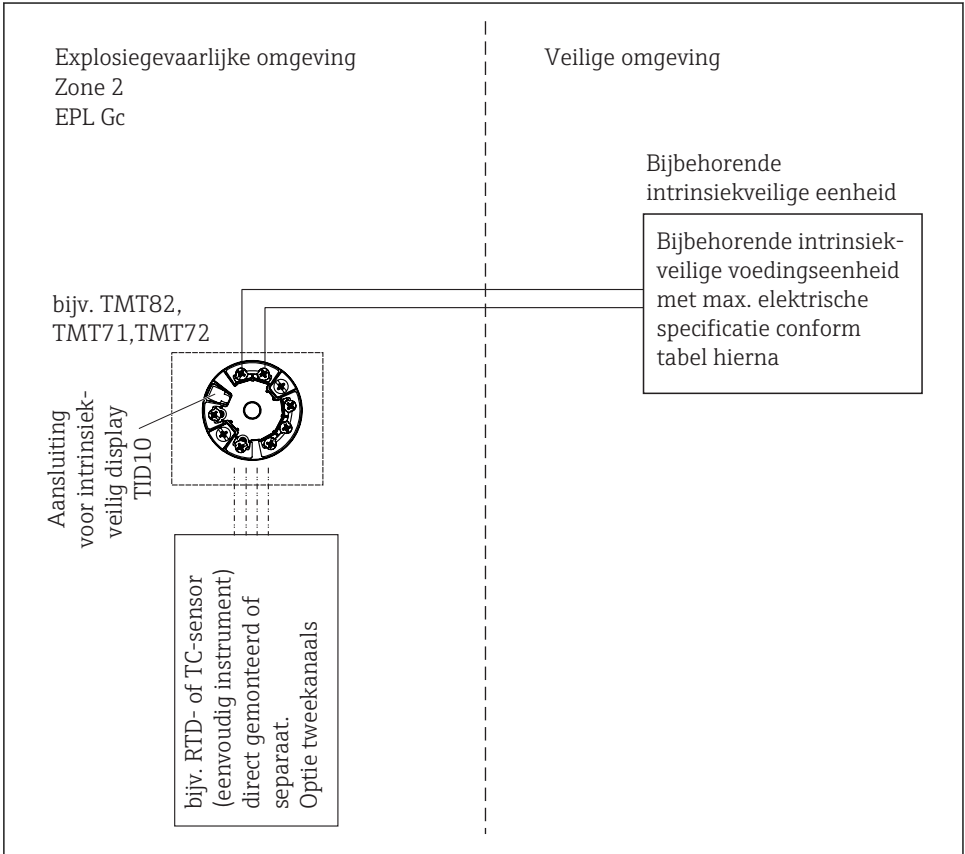 Explosiegevaarlijke omgeving
Zone 2
EPL Gc
Veilige omgeving
Bijbehorende
intrinsiekveilige eenheid
Bijbehorende intrinsiek-
veilige voedingseenheid
met max. elektrische
specificatie conform
tabel hierna
bijv. TMT82,
TMT71,TMT72
Aansluiting
voor intrinsiek-
veilig display
TID10
bijv. RTD- of TC-sensor
(eenvoudig instrument)
direct gemonteerd of
separaat.
Optie tweekanaals